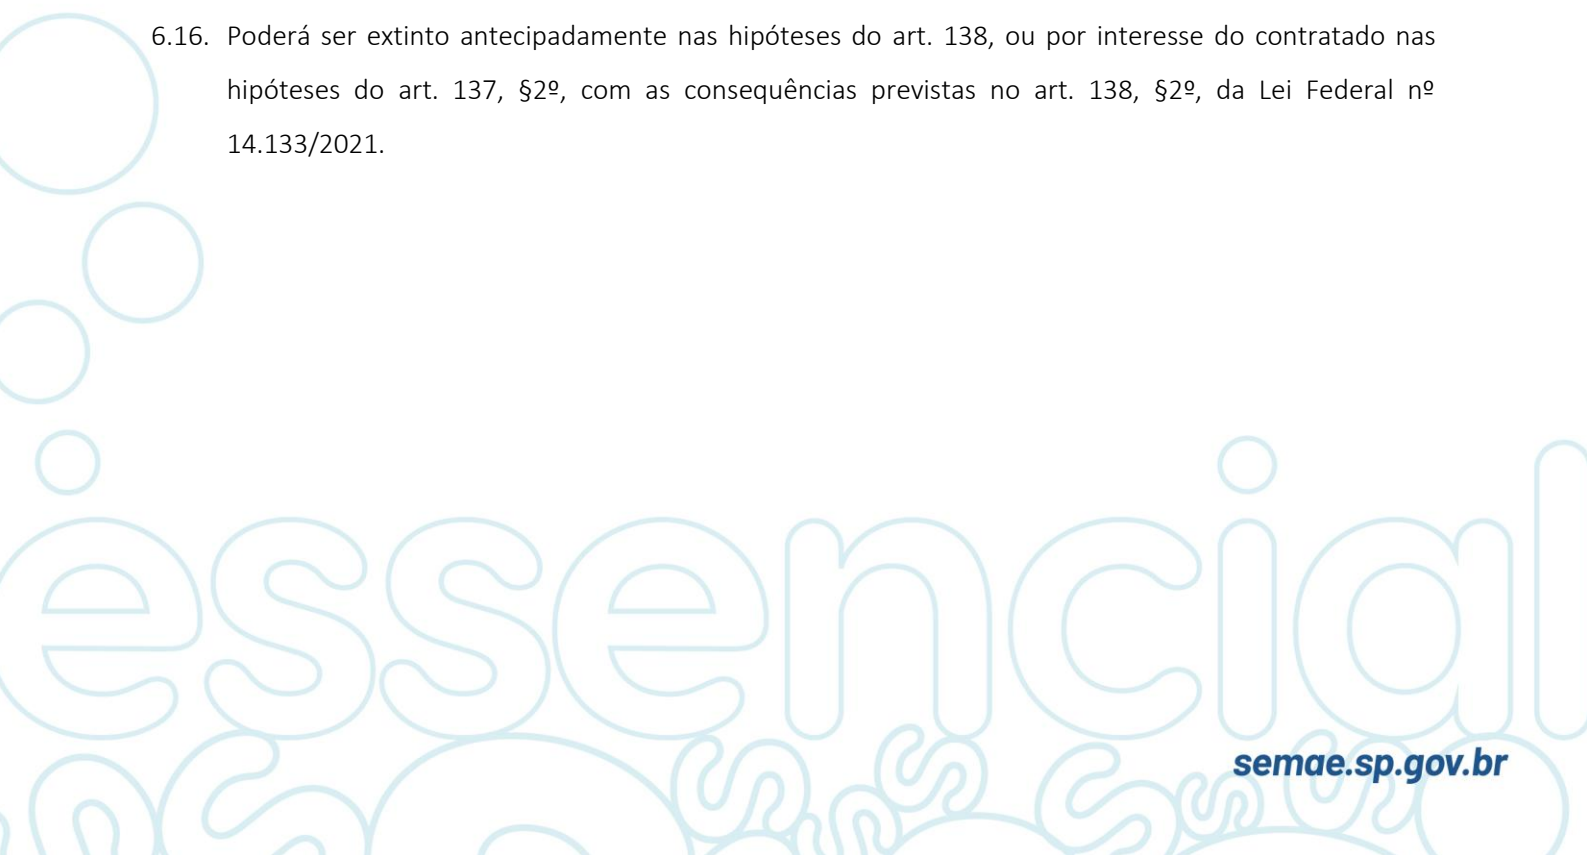 6.16. Poderá ser extinto antecipadamente nas hipóteses do art. 138, ou por interesse do contratado nas
hipóteses do art. 137, §2º, com as consequências previstas no art. 138, §2º, da Lei Federal nº
14.133/2021.
essencial
semae.sp.gov.br